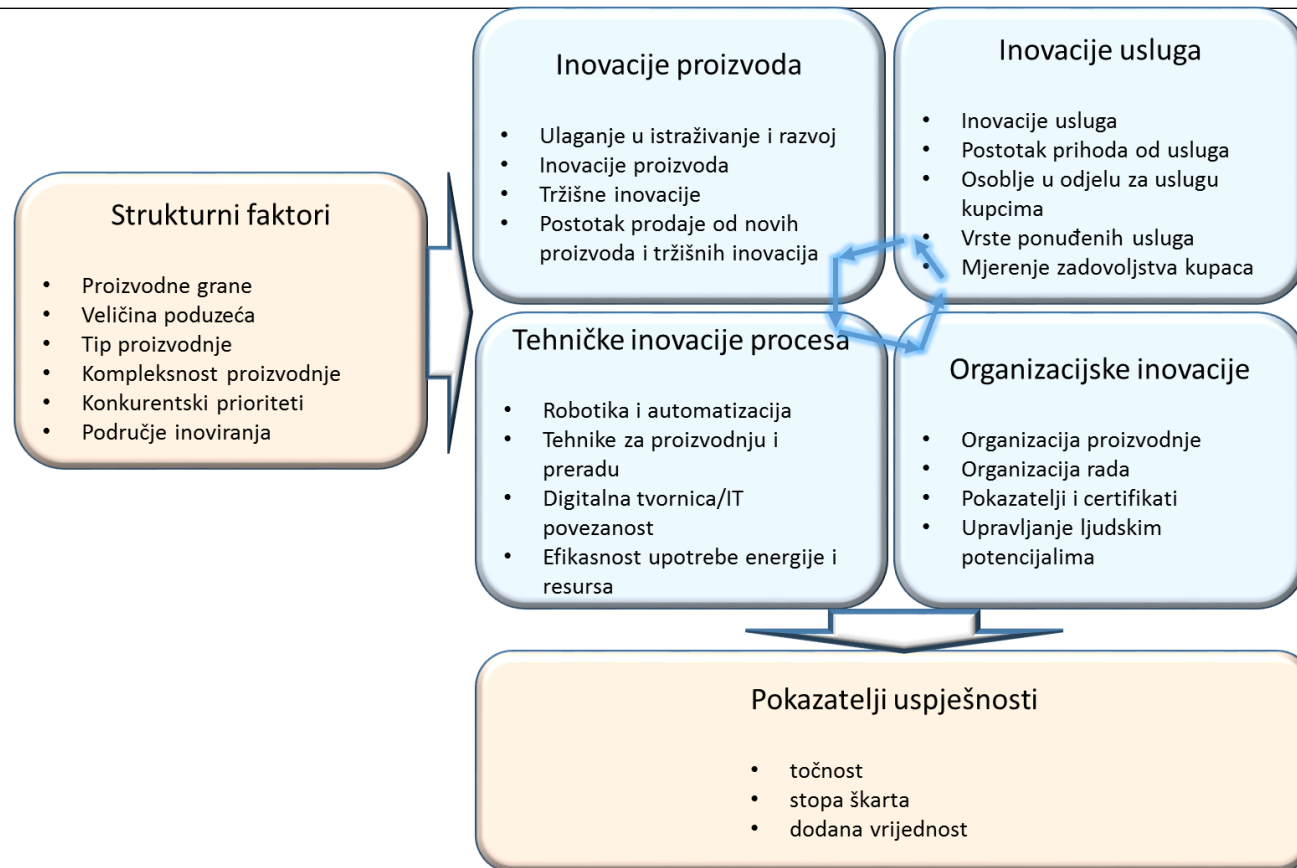 Strukturni faktori
• Proizvodne grane
• Veličina poduzeća
• Tip proizvodnje
• Kompleksnost proizvodnje
• Konkurentski prioriteti
• Područje inoviranja
Inovacije proizvoda
• Ulaganje u istraživanje i razvoj
• Inovacije proizvoda
• Tržišne inovacije
• Postotak prodaje od novih
proizvoda i tržišnih inovacija
Inovacije usluga
• Inovacije usluga
• Postotak prihoda od usluga
• Osoblje u odjelu za uslugu
kupcima
• Vrste ponuđenih usluga
• Mjerenje zadovoljstva kupaca
Tehničke inovacije procesa
• Robotika i automatizacija
• Tehnike za proizvodnju i
preradu
• Digitalna tvornica/IT
povezanost
• Efikasnost upotrebe energije i
resursa
Organizacijske inovacije
• Organizacija proizvodnje
• Organizacija rada
• Pokazatelji i certifikati
• Upravljanje ljudskim
potencijalima
Pokazatelji uspješnosti
• točnost
• stopa škarta
• dodana vrijednost